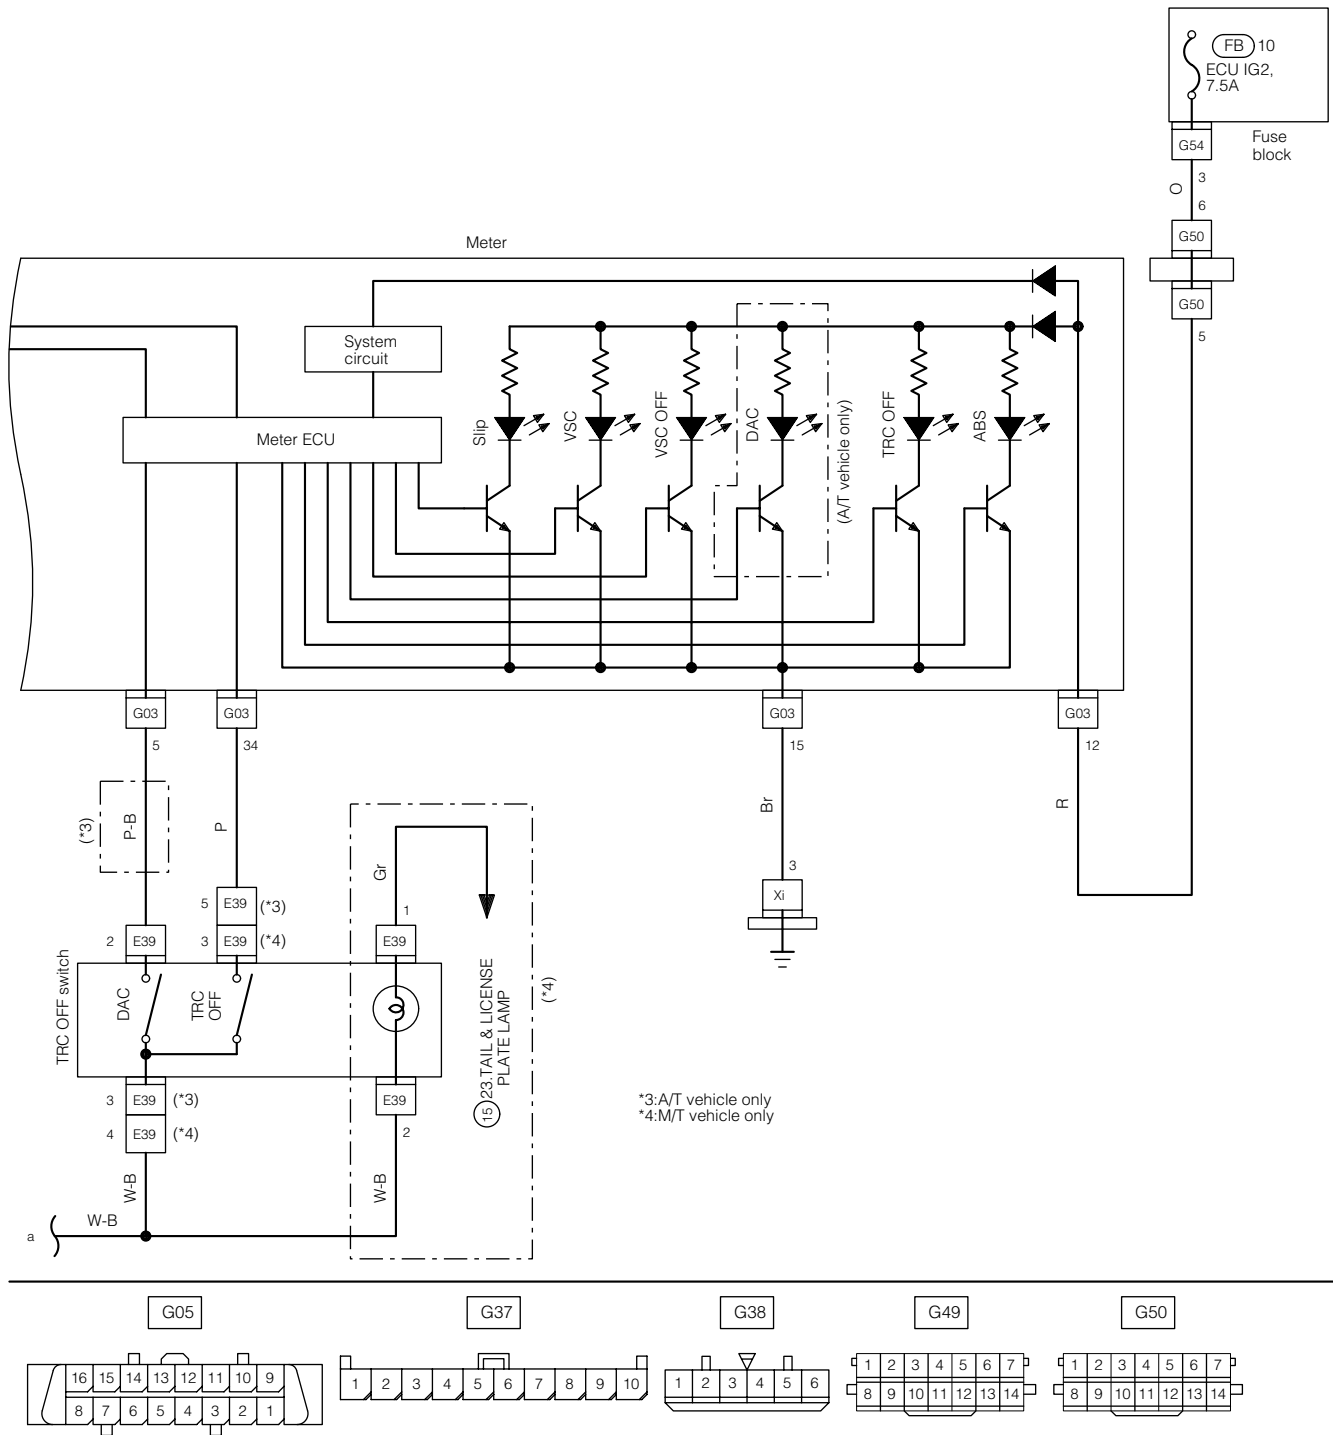 FB 10
ECU IG2,
7.5A
G54
Fuse
block
3
O
6
G50
G50
5
Meter
System
circuit
Meter ECU
Slip
VSC
VSC OFF
DAC
(A/T vehicle only)
TRC OFF
ABS
G03
G03
G03
G03
5
34
15
12
(*3)
P-B
P
Gr
Br
R
1
3
Xi
5 E39 (*3)
2 E39
3 E39 (*4)
E39
TRC OFF switch
DAC
TRC
OFF
15 23.TAIL & LICENSE
PLATE LAMP
(*4)
3 E39 (*3)
4 E39 (*4)
E39
2
*3:A/T vehicle only
*4:M/T vehicle only
W-B
W-B
W-B
a
G05
G37
G38
G49
G50
16 15 14 13 12 11 10 9
8 7 6 5 4 3 2 1
1 2 3 4 5 6 7 8 9 10
1 2 3 4 5 6
1 2 3 4 5 6 7
8 9 10 11 12 13 14
1 2 3 4 5 6 7
8 9 10 11 12 13 14